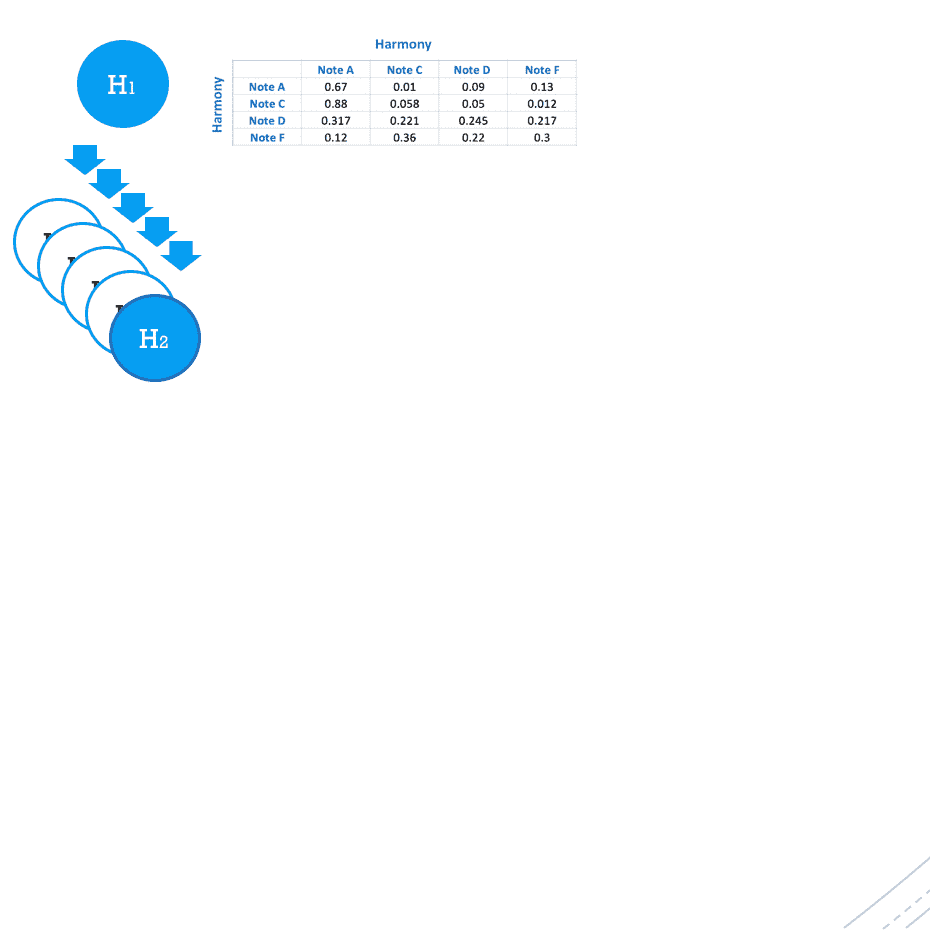 H1
Harmony
Harmony
Note A Note C Note D Note F
Note A 0.67 0.01 0.09 0.13
Note C 0.88 0.058 0.05 0.012
Note D 0.317 0.221 0.245 0.217
Note F 0.12 0.36 0.22 0.3
H2